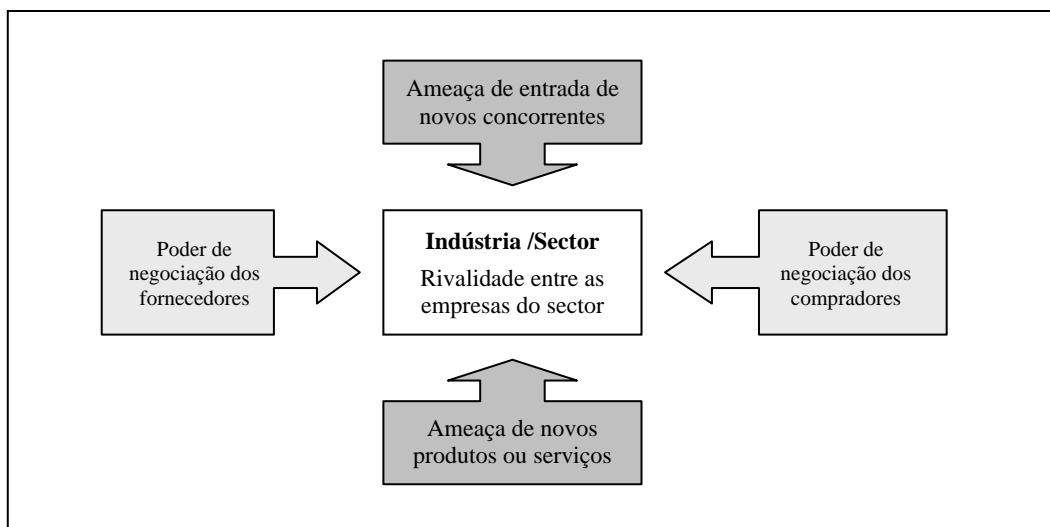 Ameaça de entrada de
novos concorrentes
Poder de
negociação dos
fornecedores
Indústria /Sector
Rivalidade entre as
empresas do sector
Poder de
negociação dos
compradores
Ameaça de novos
produtos ou serviços